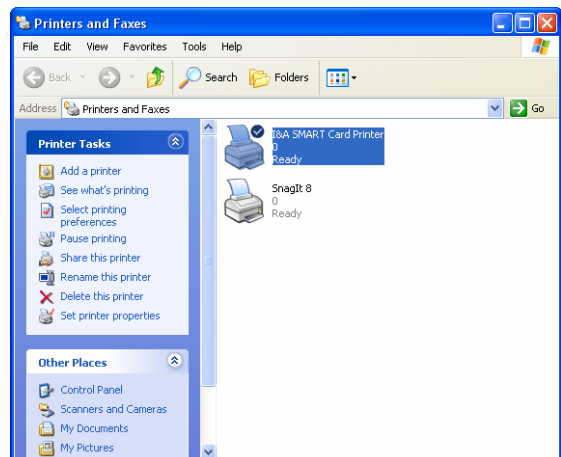 Printers and Faxes
File Edit View Favorites Tools Help
Back Search Folders
Address Printers and Faxes Go
Printer Tasks
Add a printer
See what's printing
Select printing
preferences
Pause printing
Share this printer
Rename this printer
Delete this printer
Set printer properties
Other Places
Control Panel
Scanners and Cameras
My Documents
My Pictures
I&A SMART Card Printer
0
Ready
SnagIt 8
0
Ready